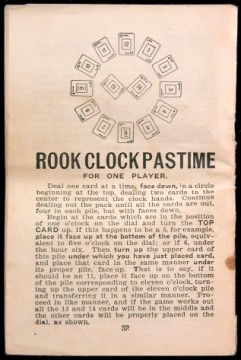 ROOK CLOCK PASTIME
FOR ONE PLAYER.
Deal one card at a time, face down, in a circle
beginning at the top, dealing two cards to the
center to represent the clock hands. Continue
dealing out the pack until all the cards are out,
four in each pile, but with faces down.
Begin at the cards which are in the position
of one o'clock on the dial and turn the TOP
CARD up. If this happens to be a 5, for example,
place it face up at the bottom of the pile, equiv-
alent to five o'clock on the dial; or if 6, under
the hour six. Then turn up the upper card of
this pile under which you have just placed card,
and place that card in the same manner under
its proper pile, face up. That is to say, if it
should be an 11, place it face up on the bottom
of the pile corresponding to eleven o'clock, turn-
ing up the upper card of the eleven o'clock pile
and transferring it in a similar manner. Pro-
ceed in like manner, and if the game works out
all the 13 and 14 cards will be in the middle and
the other cards will be properly placed on the
dial, as shown.
32